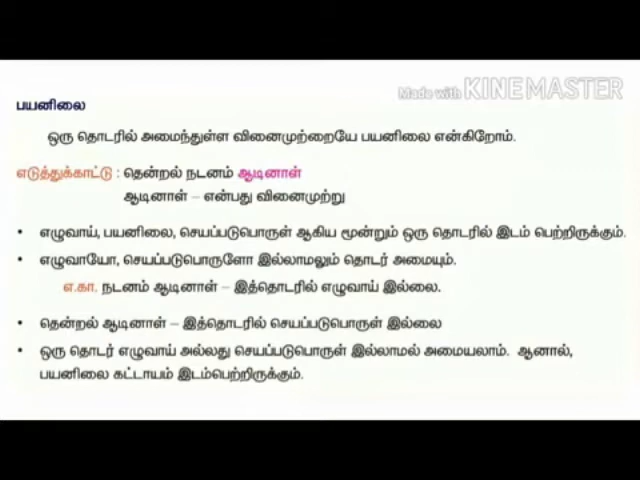 Made with KINEMASTER
பயனிலை
ஒரு தொடரில் அமைந்துள்ள வினைமுற்றையே பயனிலை என்கிறோம்.
எடுத்துக்காட்டு : தென்றல் நடனம் ஆடினாள்
ஆடினாள் – என்பது வினைமுற்று
• எழுவாய், பயனிலை, செயப்படுபொருள் ஆகிய மூன்றும் ஒரு தொடரில் இடம் பெற்றிருக்கும்.
• எழுவாயோ, செயப்படுபொருளோ இல்லாமலும் தொடர் அமையும்.
எ.கா. நடனம் ஆடினாள் – இத்தொடரில் எழுவாய் இல்லை.
• தென்றல் ஆடினாள் – இத்தொடரில் செயப்படுபொருள் இல்லை
• ஒரு தொடர் எழுவாய் அல்லது செயப்படுபொருள் இல்லாமல் அமையலாம். ஆனால்,
பயனிலை கட்டாயம் இடம்பெற்றிருக்கும்.